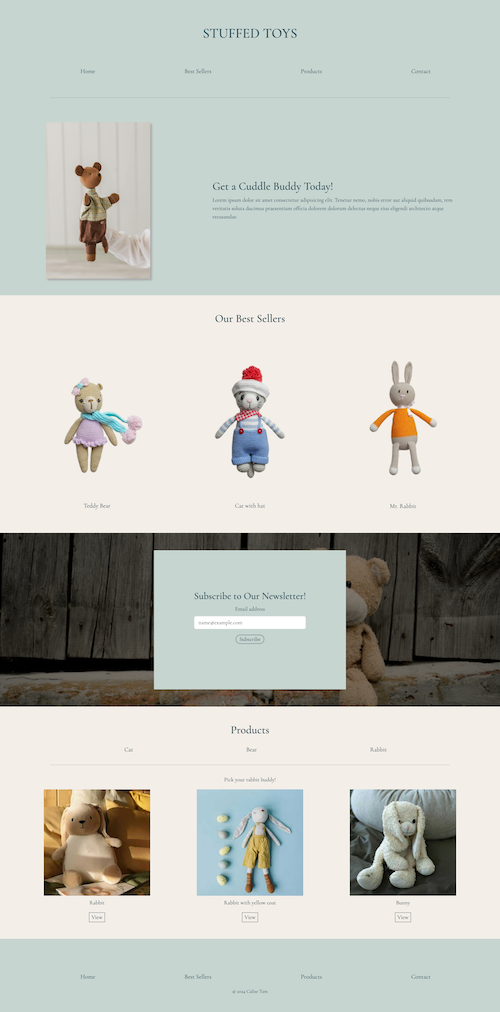 STUFFED TOYS
Home Best Sellers Products Contact
Get a Cuddle Buddy Today!
Lorem ipsum dolor sit amet consectetur adipisicing elit. Tenetur nemo, nobis error aut aliquid quibusdam, rem
veritatis soluta ducimus praesentium officia dolorem dolorum delectus neque eius eligendi architecto atque
recusandae.
Our Best Sellers
Teddy Bear Cat with hat Mr. Rabbit
Subscribe to Our Newsletter!
Email address
name@example.com
Subscribe
Products
Cat Bear Rabbit
Pick your rabbit buddy!
Rabbit Rabbit with yellow coat Bunny
View View View
Home Best Sellers Products Contact